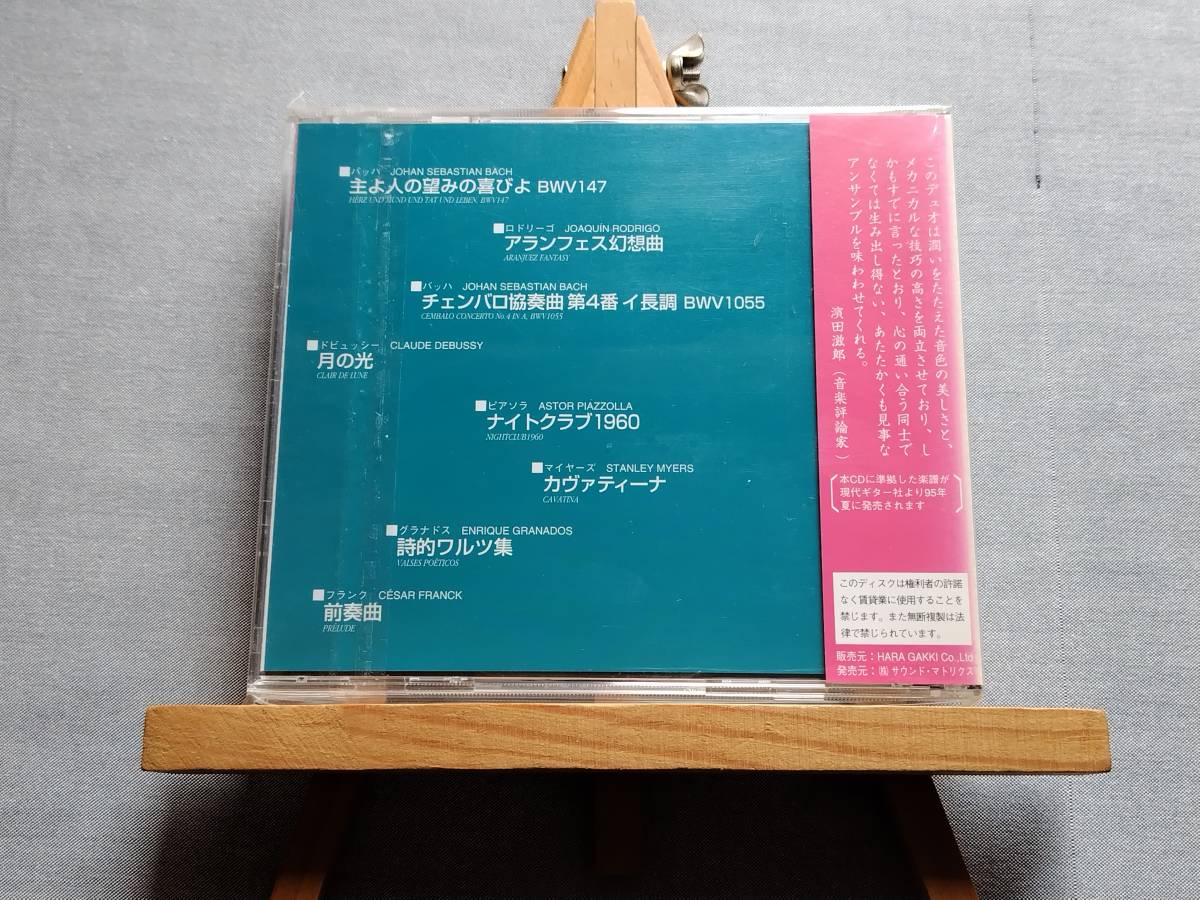 ■バッハ　JOHAN SEBASTIAN BACH
主よ人の望みの喜びよ BWV147
HERZ UND MUND UND TAT UND LEBEN, BWV147
■ロドリーゴ　JOAQUÍN RODRIGO
アランフェス幻想曲
ARANJUEZ FANTASY
■バッハ　JOHAN SEBASTIAN BACH
チェンバロ協奏曲 第4番 イ長調 BWV1055
CEMBALO CONCERTO No.4 IN A, BWV1055
■ドビュッシー　CLAUDE DEBUSSY
月の光
CLAIR DE LUNE
■ピアソラ　ASTOR PIAZZOLLA
ナイトクラブ1960
NIGHTCLUB1960
■マイヤーズ　STANLEY MYERS
カヴァティーナ
CAVATINA
■グラナドス　ENRIQUE GRANADOS
詩的ワルツ集
VALSES POÉTICOS
■フランク　CÉSAR FRANCK
前奏曲
PRÉLUDE
このデュオは潤いをたたえた音色の美しさと、
メカニカルな技巧の高さを両立させており、し
かもすでに言ったとおり、心の通い合う同士で
なくては生み出し得ない、あたたかくも見事な
アンサンブルを味わわせてくれる。
濱田滋郎（音楽評論家）
本CDに準拠した楽譜が
現代ギター社より95年
夏に発売されます
このディスクは権利者の許諾
なく賃貸業に使用することを
禁じます。また無断複製は法
律で禁じられています。
販売元：HARA GAKKI Co.,Ltd
発売元：㈱サウンド・マトリクス